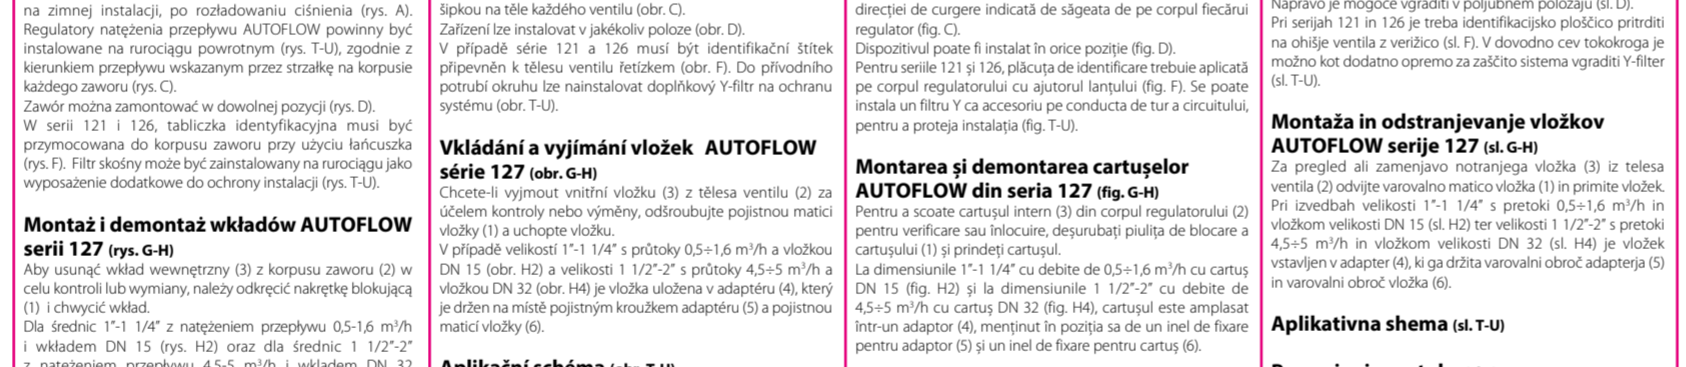 na zimnej instalacji, po rozładowaniu ciśnienia (rys. A).
Regulatory natężenia przepływu AUTOFLOW powinny być
instalowane na rurociągu powrotnym (rys. T-U), zgodnie z
kierunkiem przepływu wskazanym przez strzałkę na korpusie
każdego zaworu (rys. C).
Zawór można zamontować w dowolnej pozycji (rys. D).
W serii 121 i 126, tabliczka identyfikacyjna musi być
przymocowana do korpusu zaworu przy użyciu łańcuszka
(rys. F). Filtr skośny może być zainstalowany na rurociągu jako
wyposażenie dodatkowe do ochrony instalacji (rys. T-U).
Montaż i demontaż wkładów AUTOFLOW
serii 127 (rys. G-H)
Aby usunąć wkład wewnętrzny (3) z korpusu zaworu (2) w
celu kontroli lub wymiany, należy odkręcić nakrętkę blokującą
(1) i chwycić wkład.
Dla średnic 1”-1 1/4” z natężeniem przepływu 0,5-1,6 m³/h
i wkładem DN 15 (rys. H2) oraz dla średnic 1 1/2”-2”
z natężeniem przepływu 4,5-5 m³/h i wkladem DN 32
šipkou na těle každého ventilu (obr. C).
Zařízení lze instalovat v jakékoliv poloze (obr. D).
V případě série 121 a 126 musí být identifikační štítek
připevněn k tělesu ventilu řetízkem (obr. F). Do přívodního
potrubí okruhu lze nainstalovat doplňkový Y-filtr na ochranu
systému (obr. T-U).
Vkládání a vyjímání vložek AUTOFLOW
série 127 (obr. G-H)
Chcete-li vyjmout vnitřní vložku (3) z tělesa ventilu (2) za
účelem kontroly nebo výměny, odšroubujte pojistnou matici
vložky (1) a uchopte vložku.
V případě velikostí 1”-1 1/4” s průtoky 0,5÷1,6 m³/h a vložkou
DN 15 (obr. H2) a velikosti 1 1/2”-2” s průtoky 4,5÷5 m³/h a
vložkou DN 32 (obr. H4) je vložka uložena v adaptéru (4), který
je držen na místě pojistným kroužkem adaptéru (5) a pojistnou
maticí vložky (6).
Aplikační schéma (obr. T-U)
direcției de curgere indicată de săgeata de pe corpul fiecărui
regulator (fig. C).
Dispozitivul poate fi instalat în orice poziție (fig. D).
Pentru seriile 121 și 126, plăcuța de identificare trebuie aplicată
pe corpul regulatorului cu ajutorul lanțului (fig. F). Se poate
instala un filtru Y ca accesoriu pe conducta de tur a circuitului,
pentru a proteja instalația (fig. T-U).
Montarea și demontarea cartușelor
AUTOFLOW din seria 127 (fig. G-H)
Pentru a scoate cartușul intern (3) din corpul regulatorului (2)
pentru verificare sau înlocuire, deșurubați piulița de blocare a
cartușului (1) și prindeți cartușul.
La dimensiunile 1”-1 1/4” cu debite de 0,5÷1,6 m³/h cu cartuș
DN 15 (fig. H2) și la dimensiunile 1 1/2”-2” cu debite de
4,5÷5 m³/h cu cartuș DN 32 (fig. H4), cartușul este amplasat
într-un adaptor (4), menținut în poziția sa de un inel de fixare
pentru adaptor (5) și un inel de fixare pentru cartuș (6).
Napravo je mogoče vgraditi v poljubnem položaju (sl. D).
Pri serijah 121 in 126 je treba identifikacijsko ploščico pritrditi
na ohišje ventila z verižico (sl. F). V dovodno cev tokokroga je
možno kot dodatno opremo za zaščito sistema vgraditi Y-filter
(sl. T-U).
Montaža in odstranjevanje vložkov
AUTOFLOW serije 127 (sl. G-H)
Za pregled ali zamenjavo notranjega vložka (3) iz telesa
ventila (2) odvijte varovalno matico vložka (1) in primite vložek.
Pri izvedbah velikosti 1”-1 1/4” s pretoki 0,5÷1,6 m³/h in
vložkom velikosti DN 15 (sl. H2) ter velikosti 1 1/2”-2” s pretoki
4,5÷5 m³/h in vložkom velikosti DN 32 (sl. H4) je vložek
vstavljen v adapter (4), ki ga držita varovalni obroč adapterja (5)
in varovalni obroč vložka (6).
Aplikativna shema (sl. T-U)